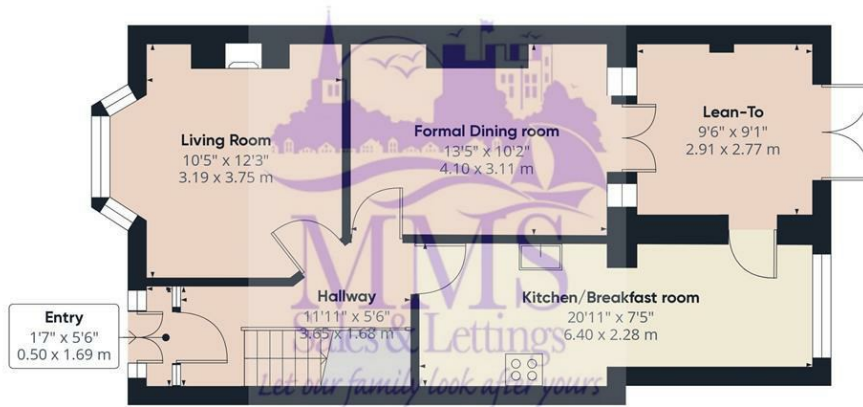 Living Room
10'5" x 12'3"
3.19 x 3.75 m
Formal Dining room
13'5" x 10'2"
4.10 x 3.11 m
Lean-To
9'6" x 9'1"
2.91 x 2.77 m
Entry
1'7" x 5'6"
0.50 x 1.69 m
Hallway
11'11" x 5'6"
3.65 x 1.68 m
Kitchen/Breakfast room
20'11" x 7'5"
6.40 x 2.28 m
MMS
Sales & Lettings
Let our family look after yours